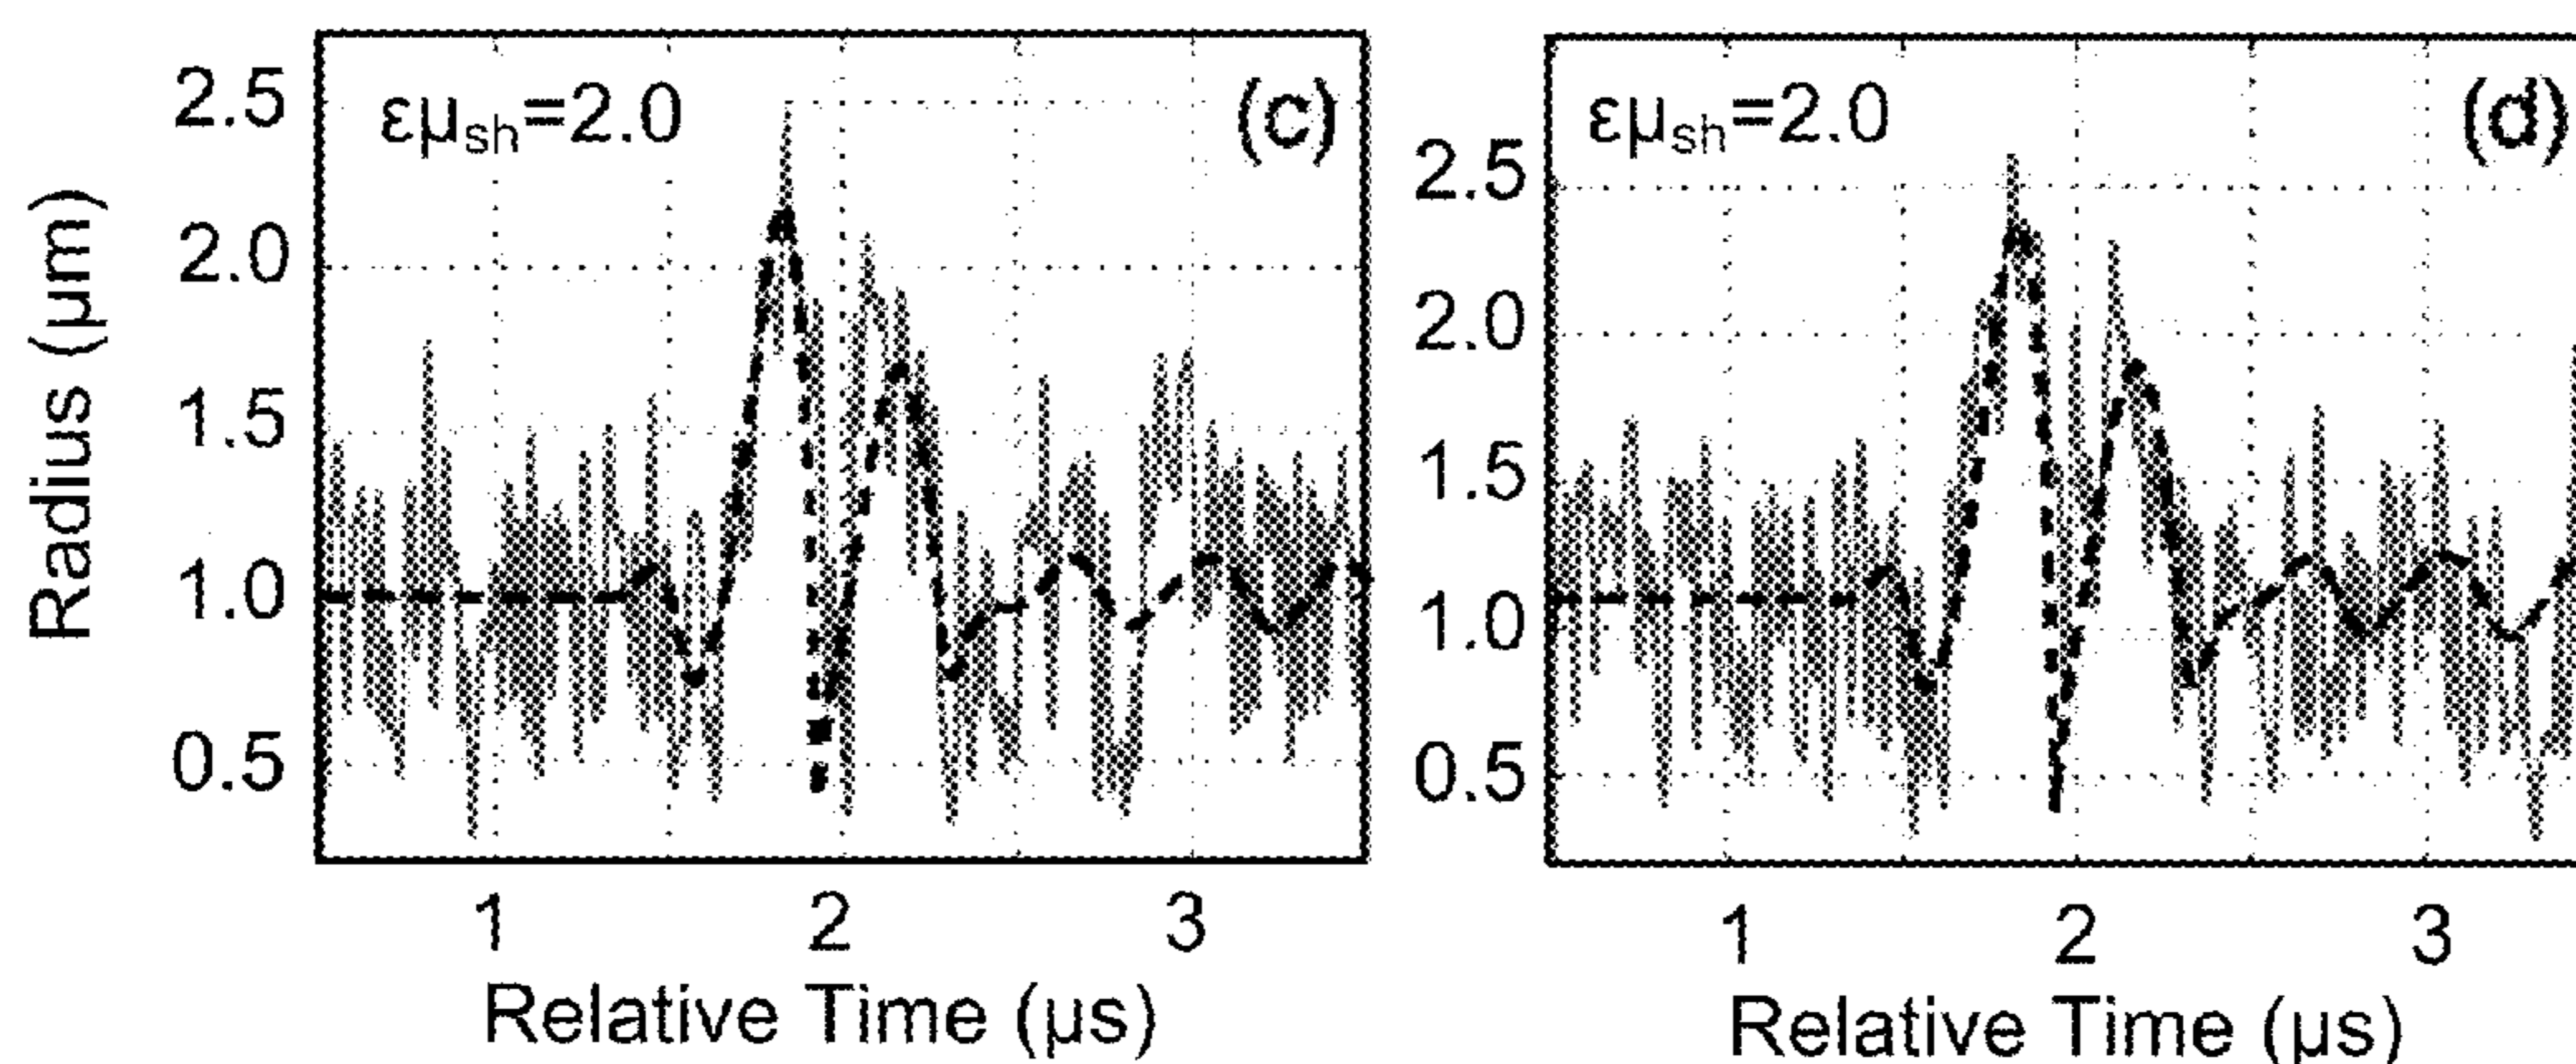 Radius (μm)
2.5
2.0
1.5
1.0
0.5
εμsh=2.0
(c)
1 2 3
Relative Time (μs)
2.5
2.0
1.5
1.0
0.5
εμsh=2.0
(d)
1 2 3
Relative Time (μs)